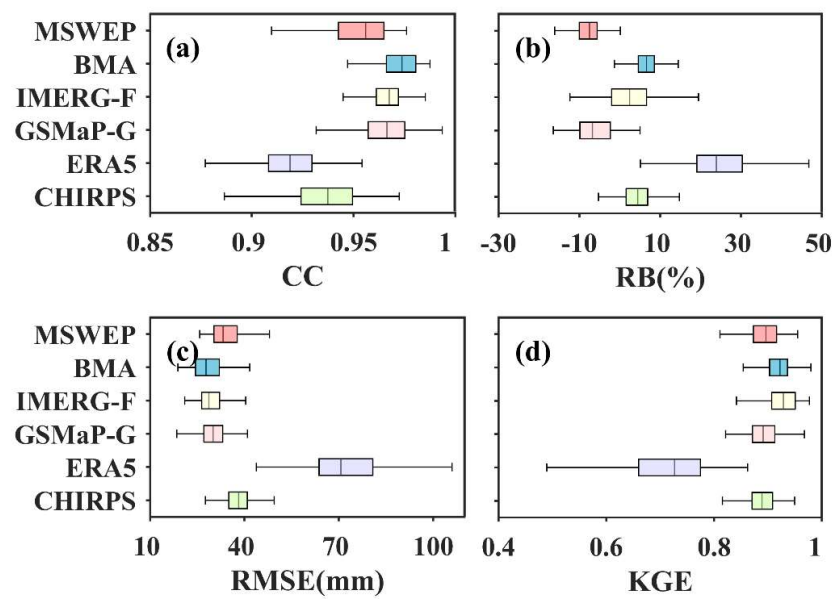 (a)
MSWEP
BMA
IMERG-F
GSMaP-G
ERA5
CHIRPS
0.85 0.9 0.95 1
CC
(b)
-30 -10 10 30 50
RB(%)
(c)
MSWEP
BMA
IMERG-F
GSMaP-G
ERA5
CHIRPS
10 40 70 100
RMSE(mm)
(d)
0.4 0.6 0.8 1
KGE